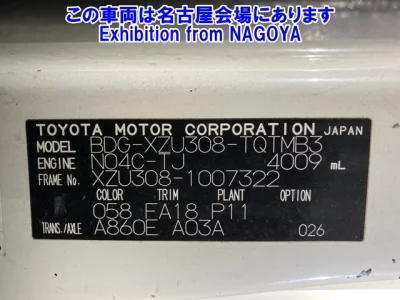 この車両は名古屋会場にあります
Exhibition from NAGOYA
TOYOTA MOTOR CORPORATION JAPAN
MODEL BDG-XZU308-TQTMB3
ENGINE N04C-TJ 4009 mL
FRAME No. XZU308-1007322
COLOR TRIM PLANT OPTION
058 EA18 P11
TRANS./AXLE A860E A03A 026